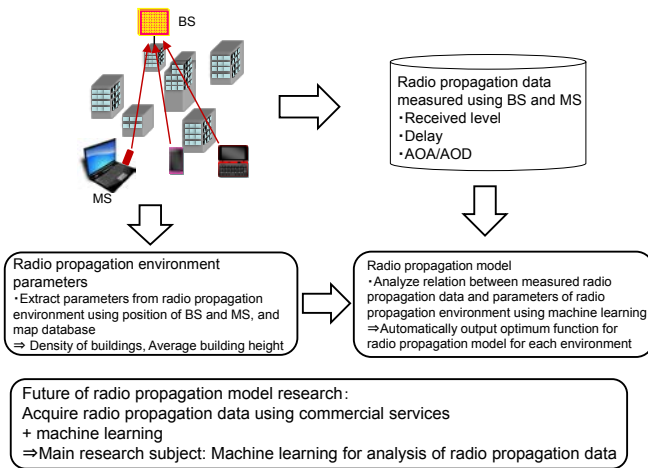 BS
MS
Radio propagation data
measured using BS and MS
・Received level
・Delay
・AOA/AOD
Radio propagation environment
parameters
・Extract parameters from radio propagation
environment using position of BS and MS, and
map database
⇒ Density of buildings, Average building height
Radio propagation model
・Analyze relation between measured radio
propagation data and parameters of radio
propagation environment using machine learning
⇒Automatically output optimum function for
radio propagation model for each environment
Future of radio propagation model research:
Acquire radio propagation data using commercial services
+ machine learning
⇒Main research subject: Machine learning for analysis of radio propagation data